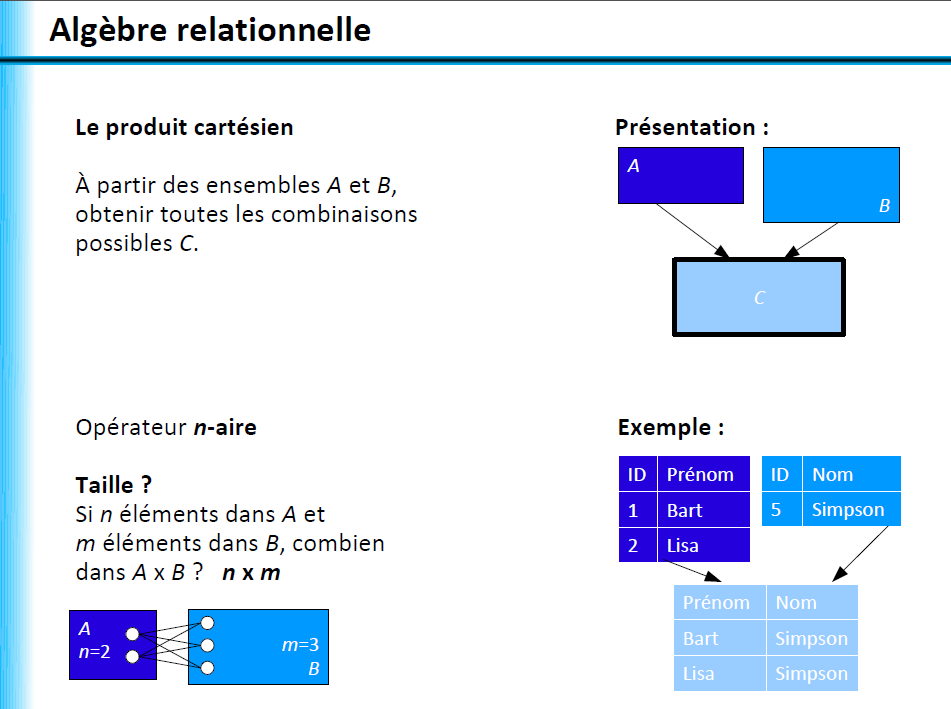 Algèbre relationnelle
Le produit cartésien
À partir des ensembles A et B,
obtenir toutes les combinaisons
possibles C.
Présentation :
A
B
C
Opérateur n-aire
Taille ?
Si n éléments dans A et
m éléments dans B, combien
dans A x B ? n x m
A
n=2
m=3
B
Exemple :
ID Prénom
1 Bart
2 Lisa
ID Nom
5 Simpson
Prénom Nom
Bart Simpson
Lisa Simpson